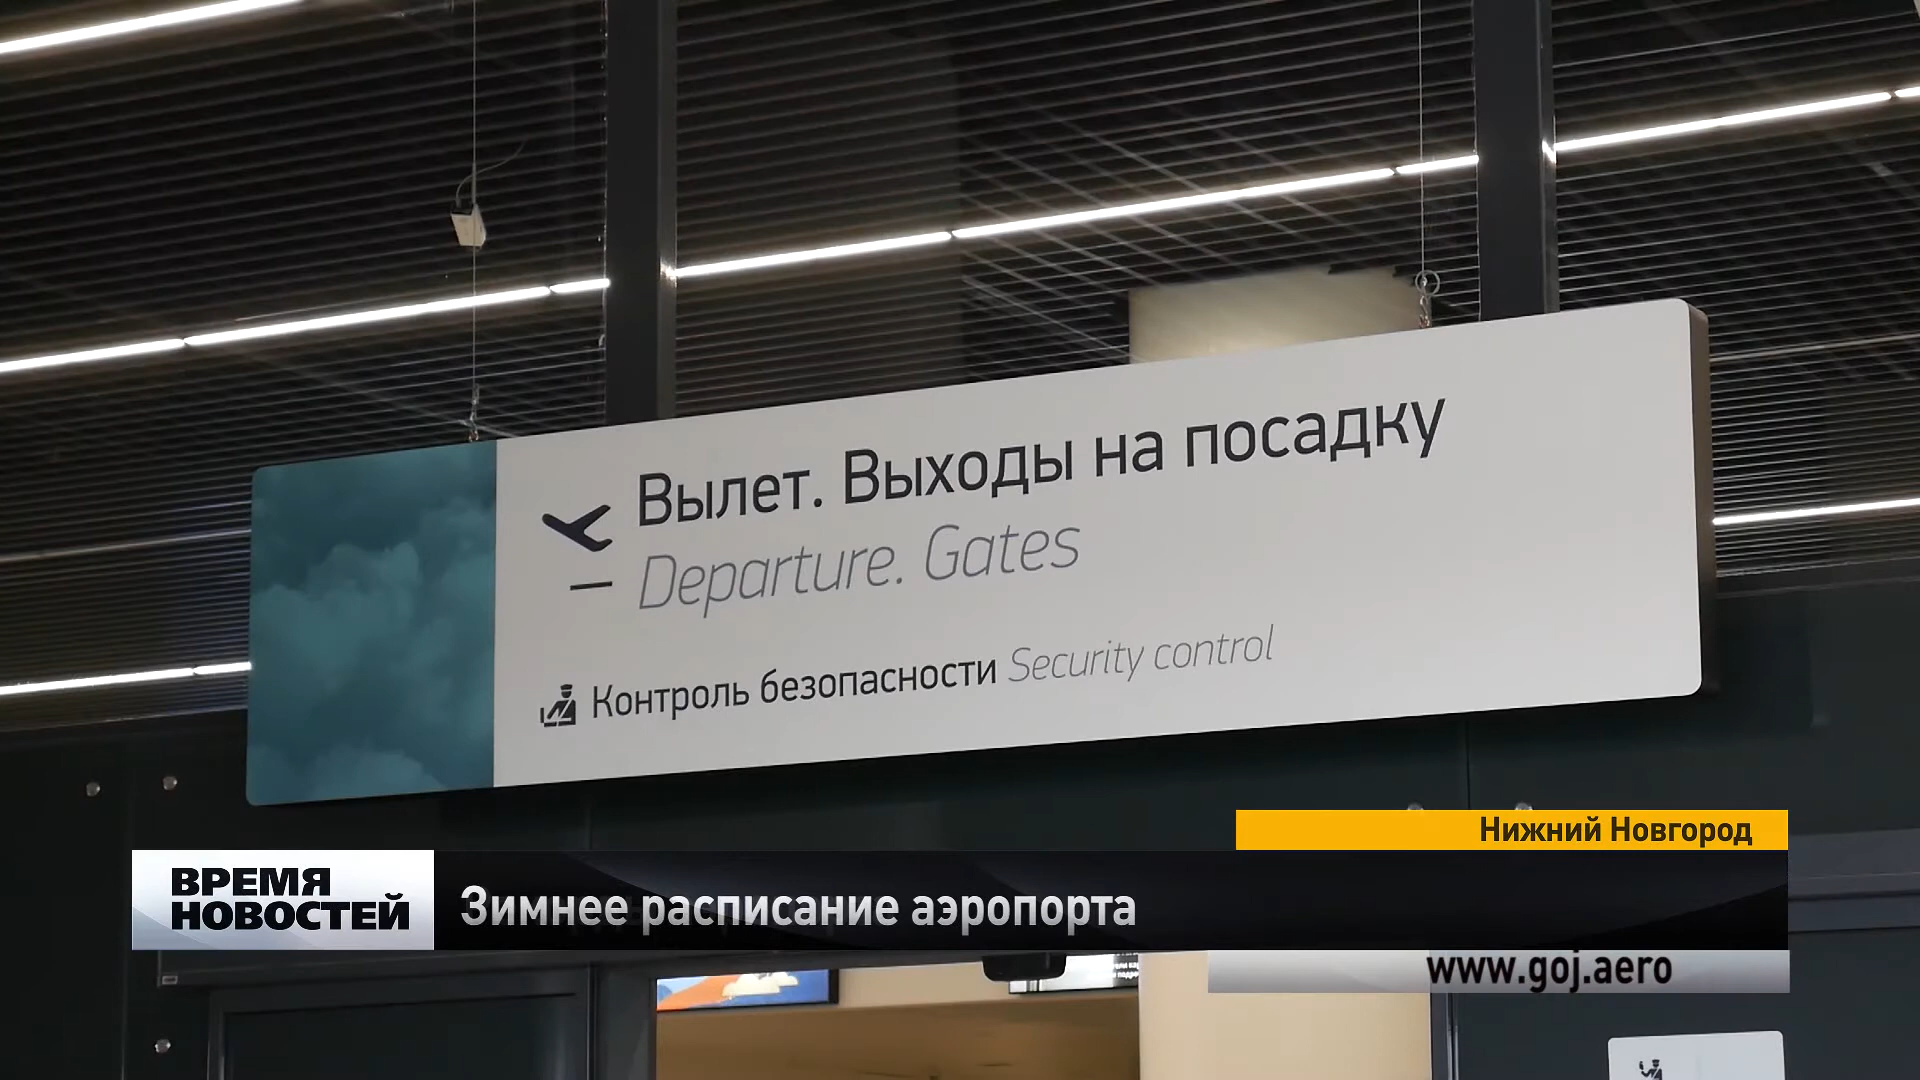 Вылет. Выходы на посадку
Departure. Gates
Контроль безопасности Security control
Нижний Новгород
ВРЕМЯ
НОВОСТЕЙ
Зимнее расписание аэропорта
www.goj.aero